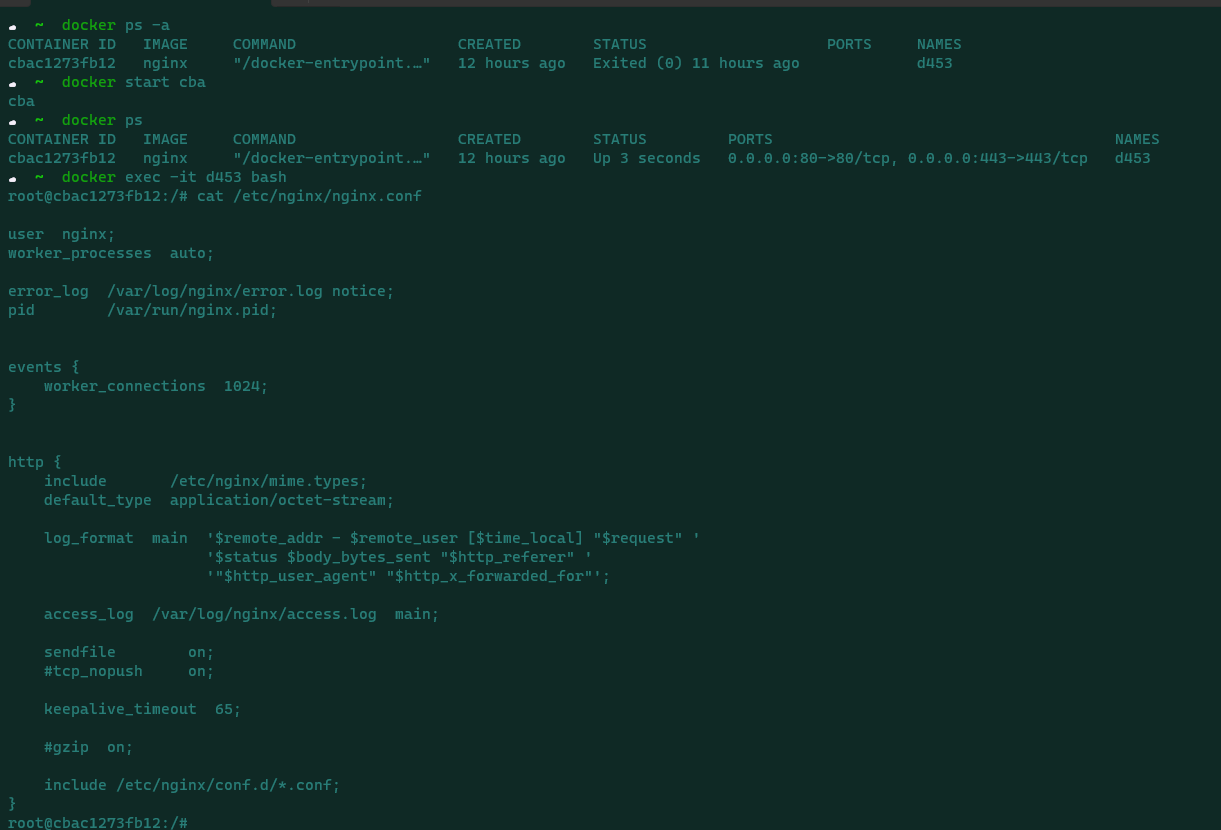 ~ docker ps -a
CONTAINER ID   IMAGE     COMMAND                  CREATED        STATUS                    PORTS     NAMES
cbac1273fb12   nginx     "/docker-entrypoint.…"   12 hours ago   Exited (0) 11 hours ago             d453
~ docker start cba
cba
~ docker ps
CONTAINER ID   IMAGE     COMMAND                  CREATED        STATUS         PORTS                                      NAMES
cbac1273fb12   nginx     "/docker-entrypoint.…"   12 hours ago   Up 3 seconds   0.0.0.0:80->80/tcp, 0.0.0.0:443->443/tcp   d453
~ docker exec -it d453 bash
root@cbac1273fb12:/# cat /etc/nginx/nginx.conf
user  nginx;
worker_processes  auto;
error_log  /var/log/nginx/error.log notice;
pid        /var/run/nginx.pid;
events {
    worker_connections  1024;
}
http {
    include       /etc/nginx/mime.types;
    default_type  application/octet-stream;
    log_format  main  '$remote_addr - $remote_user [$time_local] "$request" '
                      '$status $body_bytes_sent "$http_referer" '
                      '"$http_user_agent" "$http_x_forwarded_for"';
    access_log  /var/log/nginx/access.log  main;
    sendfile        on;
    #tcp_nopush     on;
    keepalive_timeout  65;
    #gzip  on;
    include /etc/nginx/conf.d/*.conf;
}
root@cbac1273fb12:/#